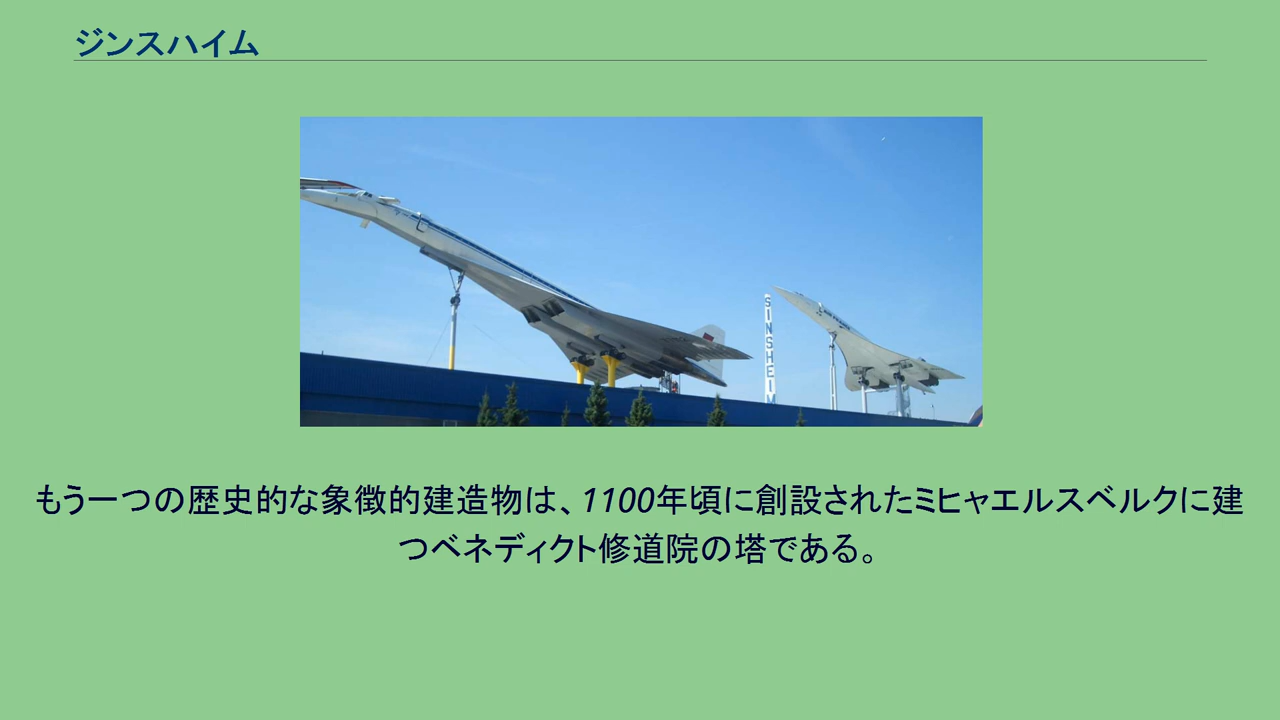 ジンスハイム
SINSHEIM
もう一つの歴史的な象徴的建造物は、1100年頃に創設されたミヒャエルスベルクに建
つベネディクト修道院の塔である。